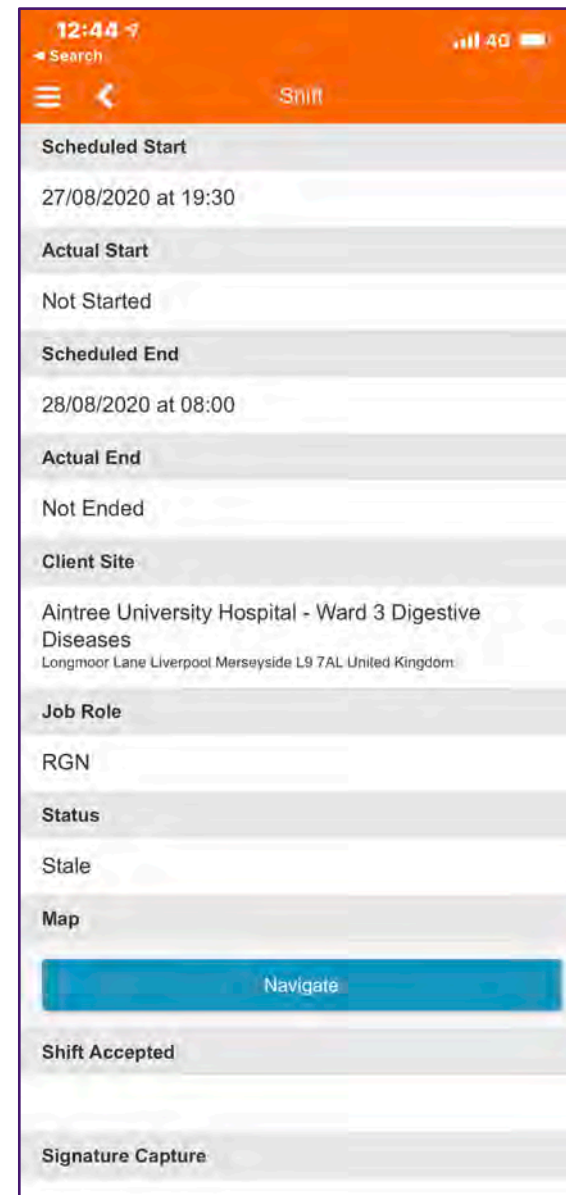 12:44
Search
4G
Shift
Scheduled Start
27/08/2020 at 19:30
Actual Start
Not Started
Scheduled End
28/08/2020 at 08:00
Actual End
Not Ended
Client Site
Aintree University Hospital - Ward 3 Digestive
Diseases
Longmoor Lane Liverpool Merseyside L9 7AL United Kingdom
Job Role
RGN
Status
Stale
Map
Navigate
Shift Accepted
Signature Capture